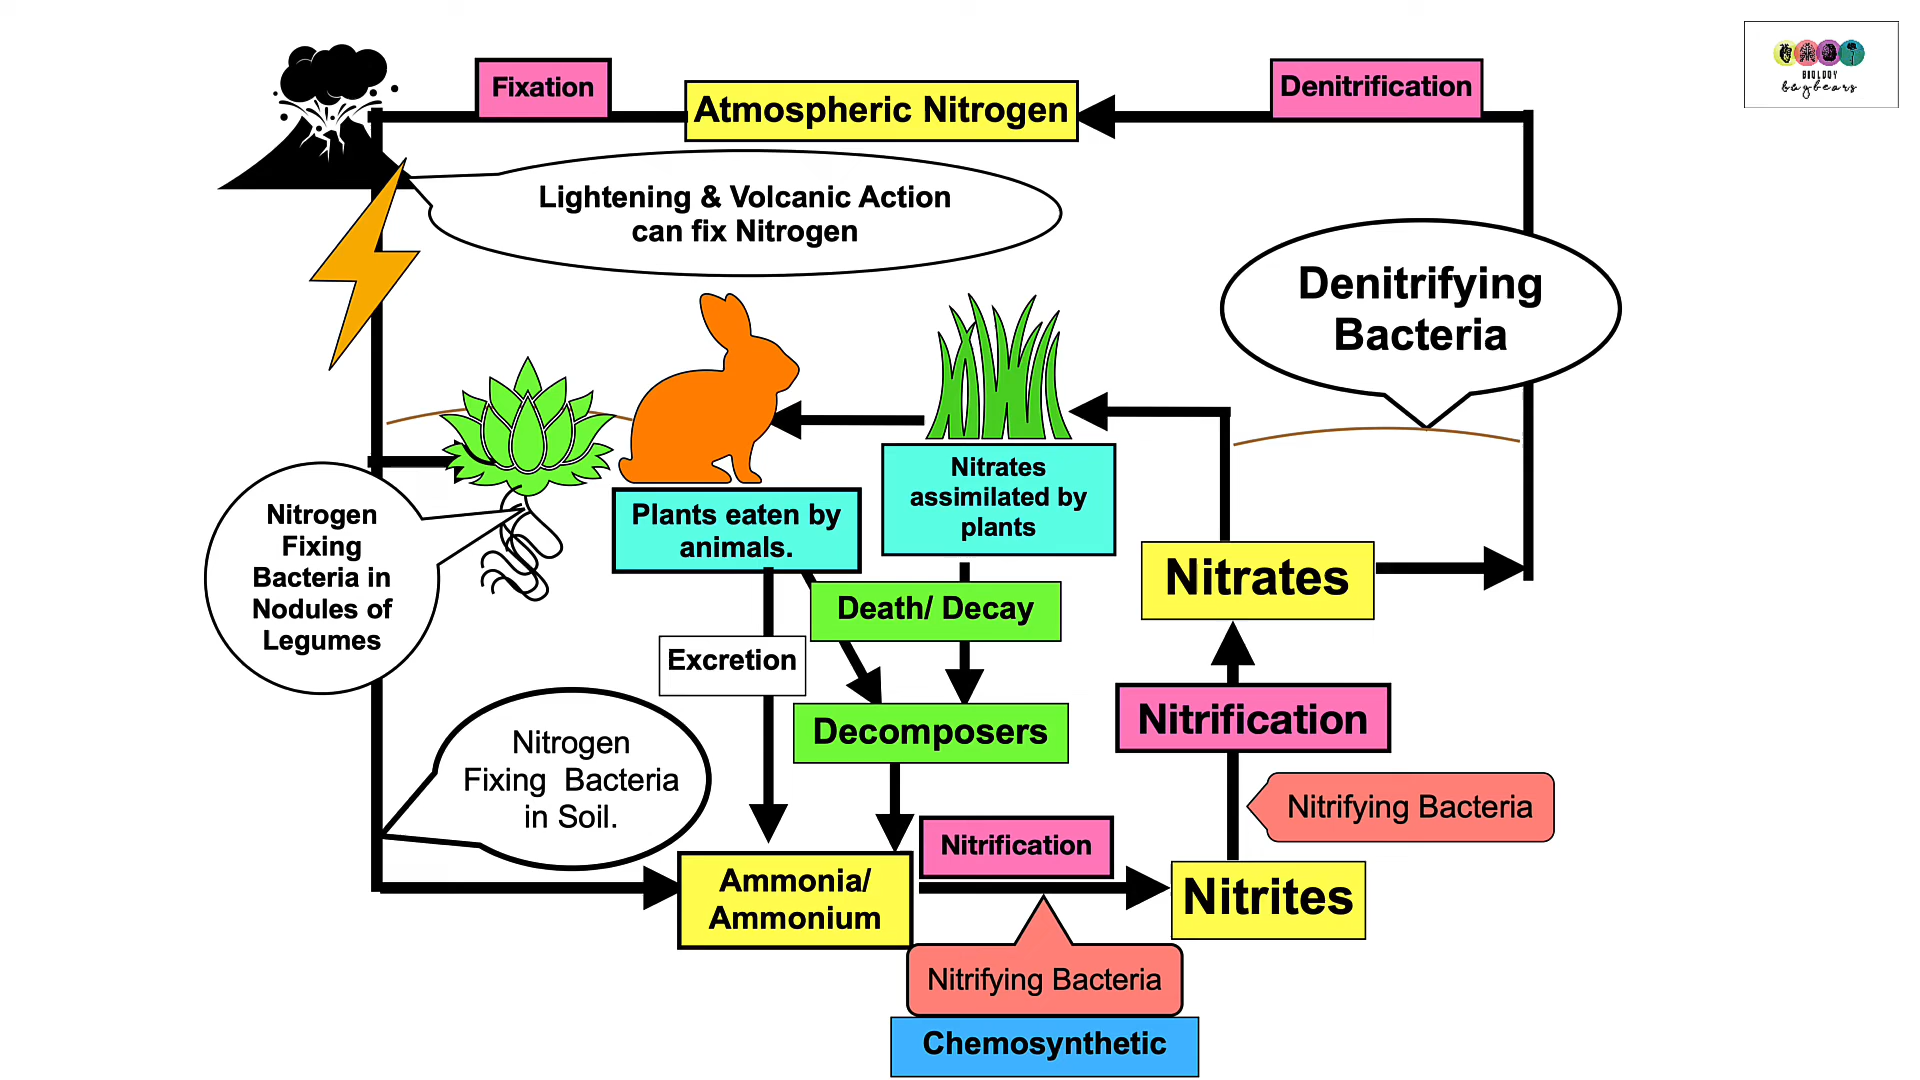 Fixation
Atmospheric Nitrogen
Denitrification
BIOLOGY
bugbears
Lightening & Volcanic Action
can fix Nitrogen
Denitrifying
Bacteria
Nitrogen
Fixing
Bacteria in
Nodules of
Legumes
Plants eaten by
animals.
Nitrates
assimilated by
plants
Nitrates
Death/ Decay
Excretion
Decomposers
Nitrification
Nitrogen
Fixing Bacteria
in Soil.
Nitrifying Bacteria
Ammonia/
Ammonium
Nitrification
Nitrites
Nitrifying Bacteria
Chemosynthetic